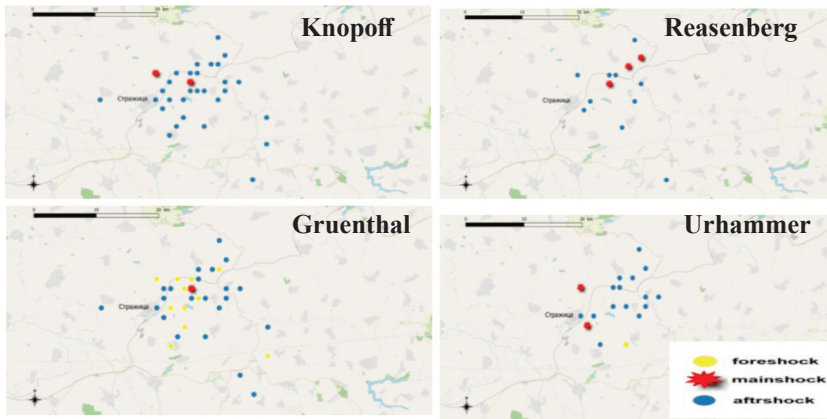 Knopoff
Reasenberg
Стражица
Стражица
Gruenthal
Urhammer
Стражица
Стражица
foreshock
mainshock
aftrshock